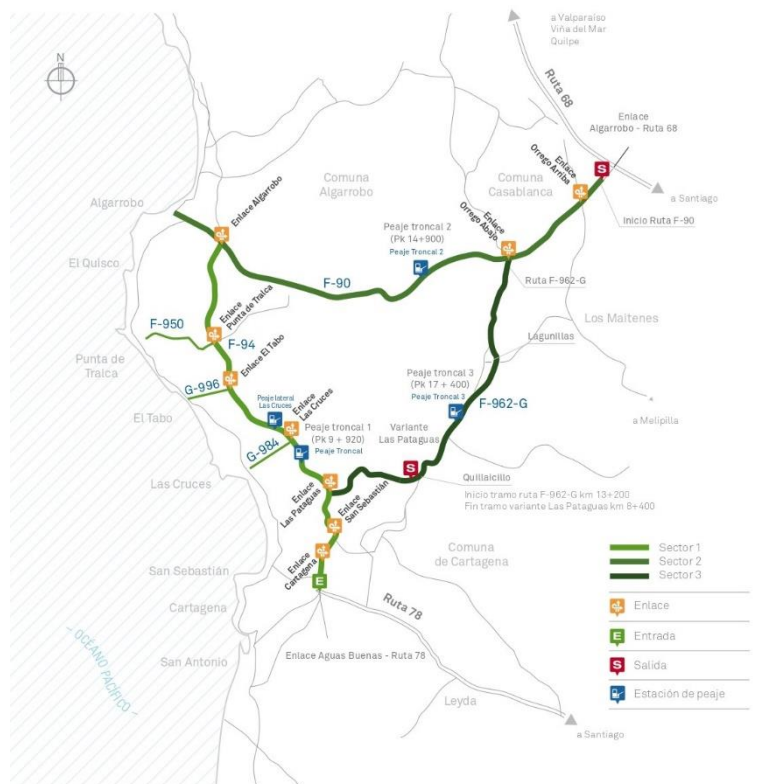 a Valparaíso
Viña del Mar
Quilpe
N
Ruta 68
Enlace
Algarrobo - Ruta 68
Enlace
Orrego Arriba
Comuna
Algarrobo
Comuna
Casablanca
a Santiago
Algarrobo
Enlace Algarrobo
Inicio Ruta F-90
Peaje troncal 2
(Pk 14+900)
Peaje Troncal 2
Enlace
Orrego Abajo
El Quisco
F-90
Ruta F-962-G
Enlace
Punta de Tralca
F-950
F-94
Los Maitenes
Lagunillas
Punta de
Tralca
Enlace El Tabo
Peaje troncal 3
(Pk 17 + 400)
Peaje Troncal 3
F-962-G
G-996
Peaje lateral
Las Cruces
Enlace
Las Cruces
El Tabo
Peaje troncal 1
(Pk 9 + 920)
Peaje Troncal
Variante
Las Pataguas
a Melipilla
G-984
Las Cruces
Enlace
Las Pataguas
S
Quillaicillo
Inicio tramo ruta F-962-G km 13+200
Fin tramo variante Las Pataguas km 8+400
Enlace
San Sebastián
Comuna
de Cartagena
San Sebastián
Enlace
Cartagena
E
Cartagena
Ruta 78
San Antonio
Enlace Aguas Buenas - Ruta 78
- OCÉANO PACÍFICO -
Leyda
a Santiago
Sector 1
Sector 2
Sector 3
Enlace
E Entrada
S Salida
Estación de peaje
S